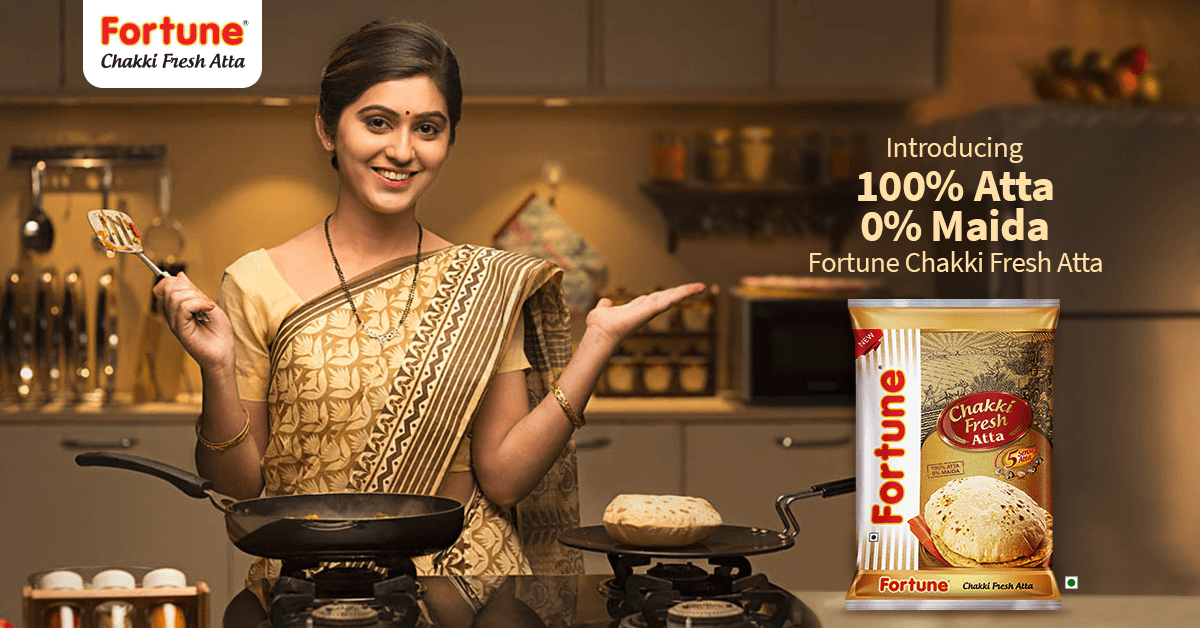 Fortune®
Chakki Fresh Atta
Introducing
100% Atta
0% Maida
Fortune Chakki Fresh Atta
NEW
Fortune
Chakki
Fresh
Atta
5
100% ATTA
0% MAIDA
Fortune
Chakki Fresh Atta